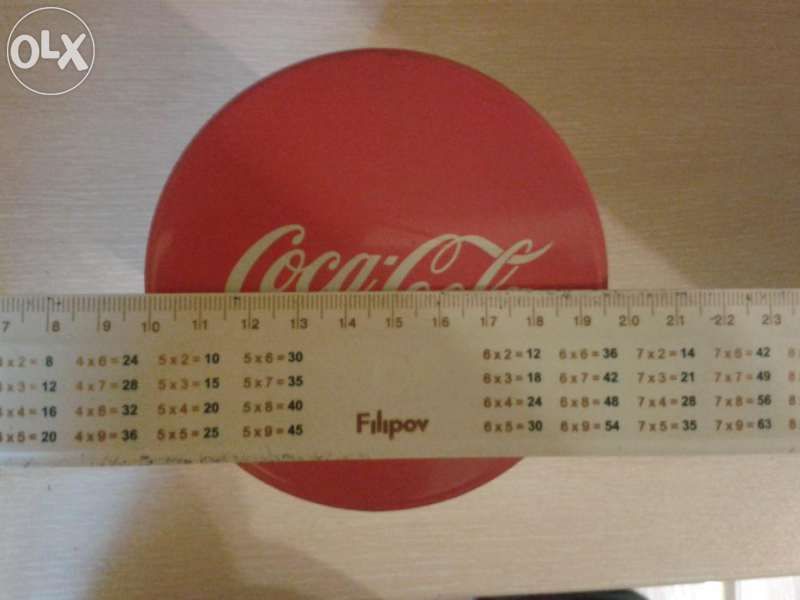 OLX
Coca-Cola
7 8 9 10 11 12 13 14 15 16 17 18 19 20 21 22 23
x 2 = 8 4 x 6 = 24 5 x 2 = 10 5 x 6 = 30 6 x 2 = 12 6 x 6 = 36 7 x 2 = 14 7 x 6 = 42 8
x 3 = 12 4 x 7 = 28 5 x 3 = 15 5 x 7 = 35 6 x 3 = 18 6 x 7 = 42 7 x 3 = 21 7 x 7 = 49 8
x 4 = 16 4 x 8 = 32 5 x 4 = 20 5 x 8 = 40 6 x 4 = 24 6 x 8 = 48 7 x 4 = 28 7 x 8 = 56 8
x 5 = 20 4 x 9 = 36 5 x 5 = 25 5 x 9 = 45 Filipov 6 x 5 = 30 6 x 9 = 54 7 x 5 = 35 7 x 9 = 63 8